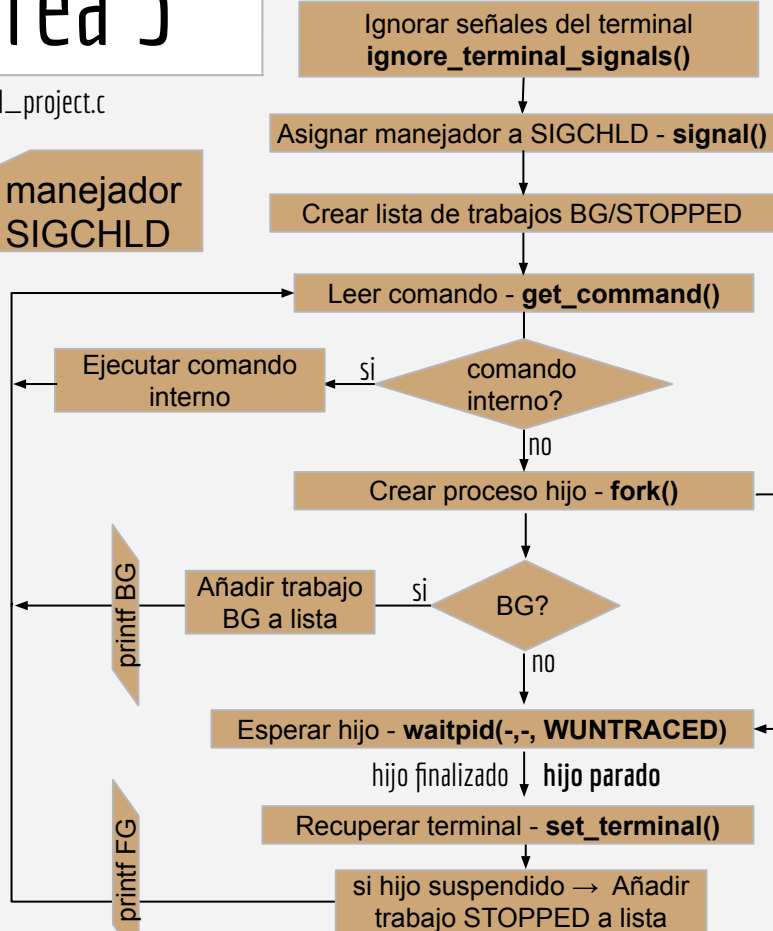 rea
l_project.c
Ignorar señales del terminal
ignore_terminal_signals()
Asignar manejador a SIGCHLD - signal()
manejador
SIGCHLD
Crear lista de trabajos BG/STOPPED
Leer comando - get_command()
Ejecutar comando
interno
si
comando
interno?
no
Crear proceso hijo - fork()
printf BG
Añadir trabajo
BG a lista
si
BG?
no
Esperar hijo - waitpid(-,-, WUNTRACED)
hijo finalizado
hijo parado
Recuperar terminal - set_terminal()
printf FG
si hijo suspendido → Añadir
trabajo STOPPED a lista